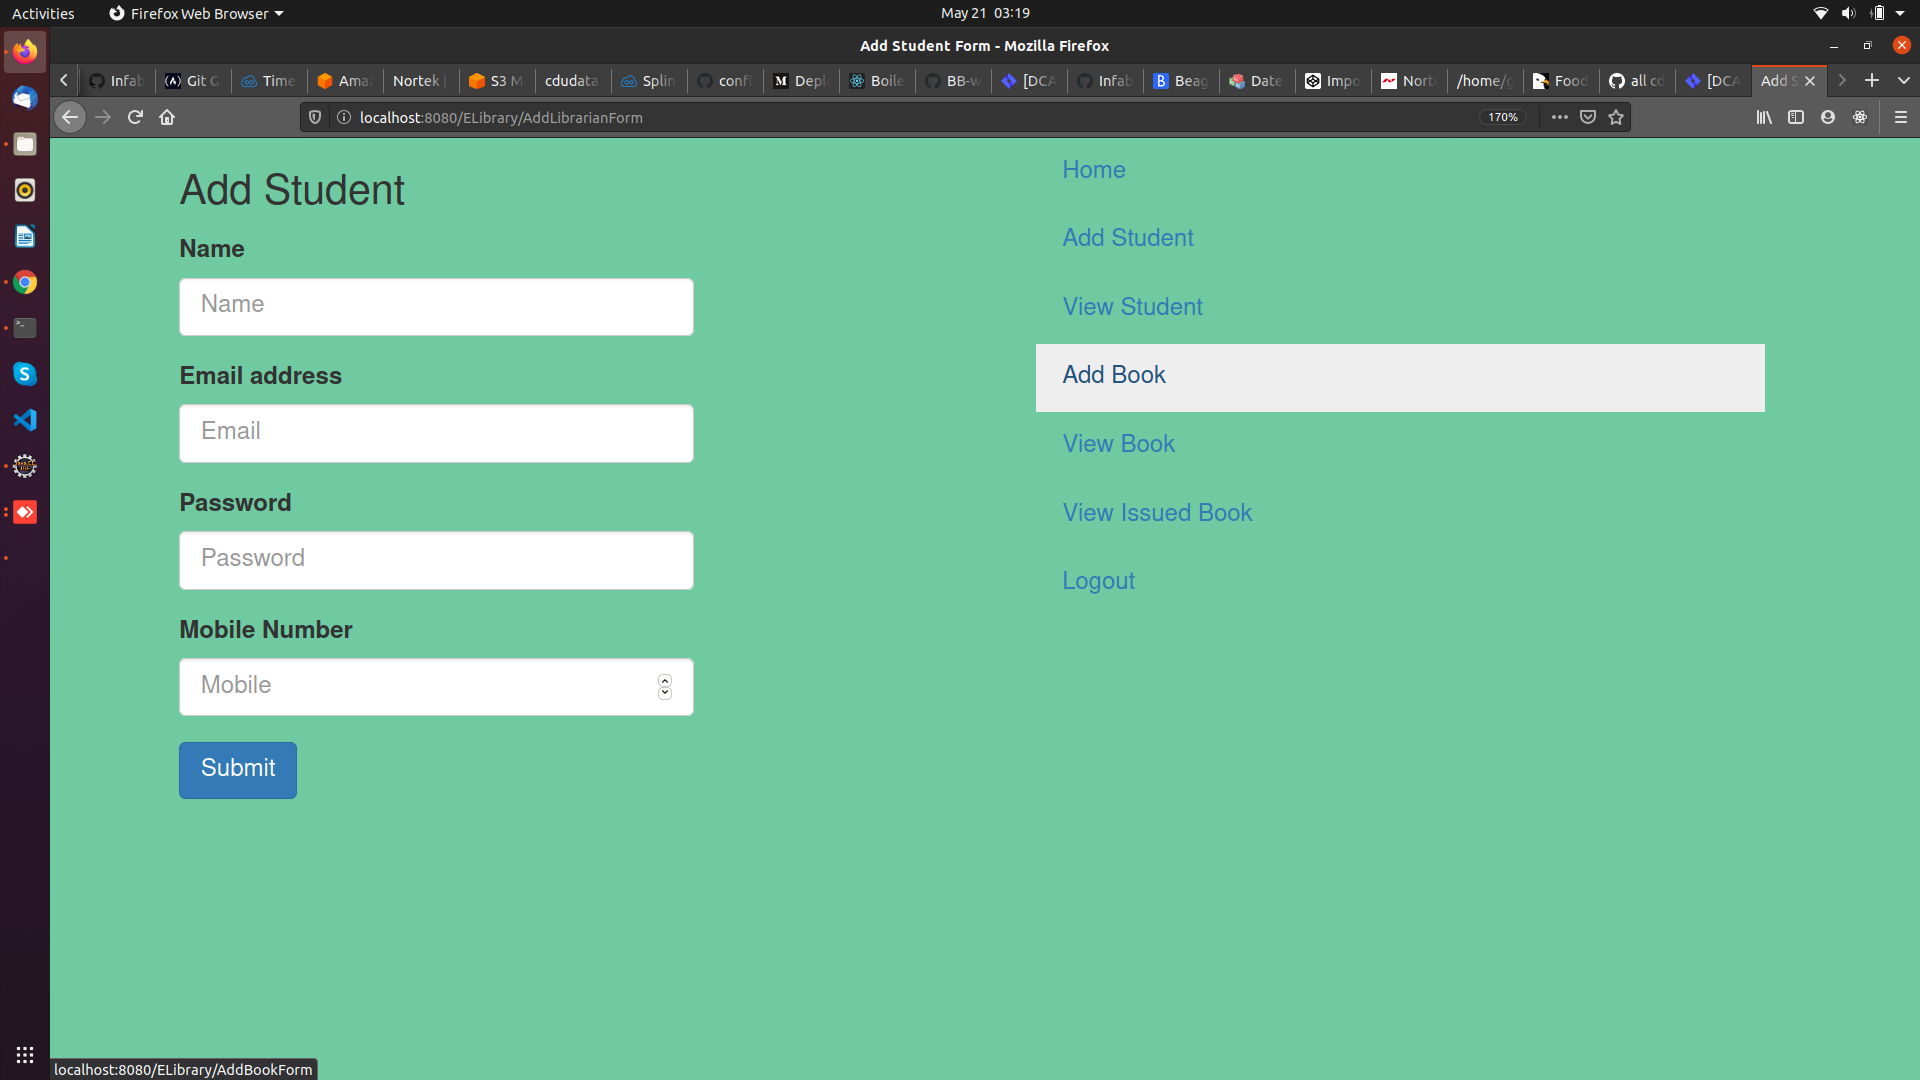 Activities
Firefox Web Browser
May 21 03:19
Add Student Form - Mozilla Firefox
Infab
Git G
Time
Ama
Nortek
S3 M
cdudata
Splin
confl
Depl
Boile
BB-w
[DCA
Infab
Beag
Date
Impo
Nort
/home/g
Food
all co
[DCA
Add S
localhost:8080/ELibrary/AddLibrarianForm
170%
Add Student
Name
Name
Email address
Email
Password
Password
Mobile Number
Mobile
Submit
Home
Add Student
View Student
Add Book
View Book
View Issued Book
Logout
localhost:8080/ELibrary/AddBookForm